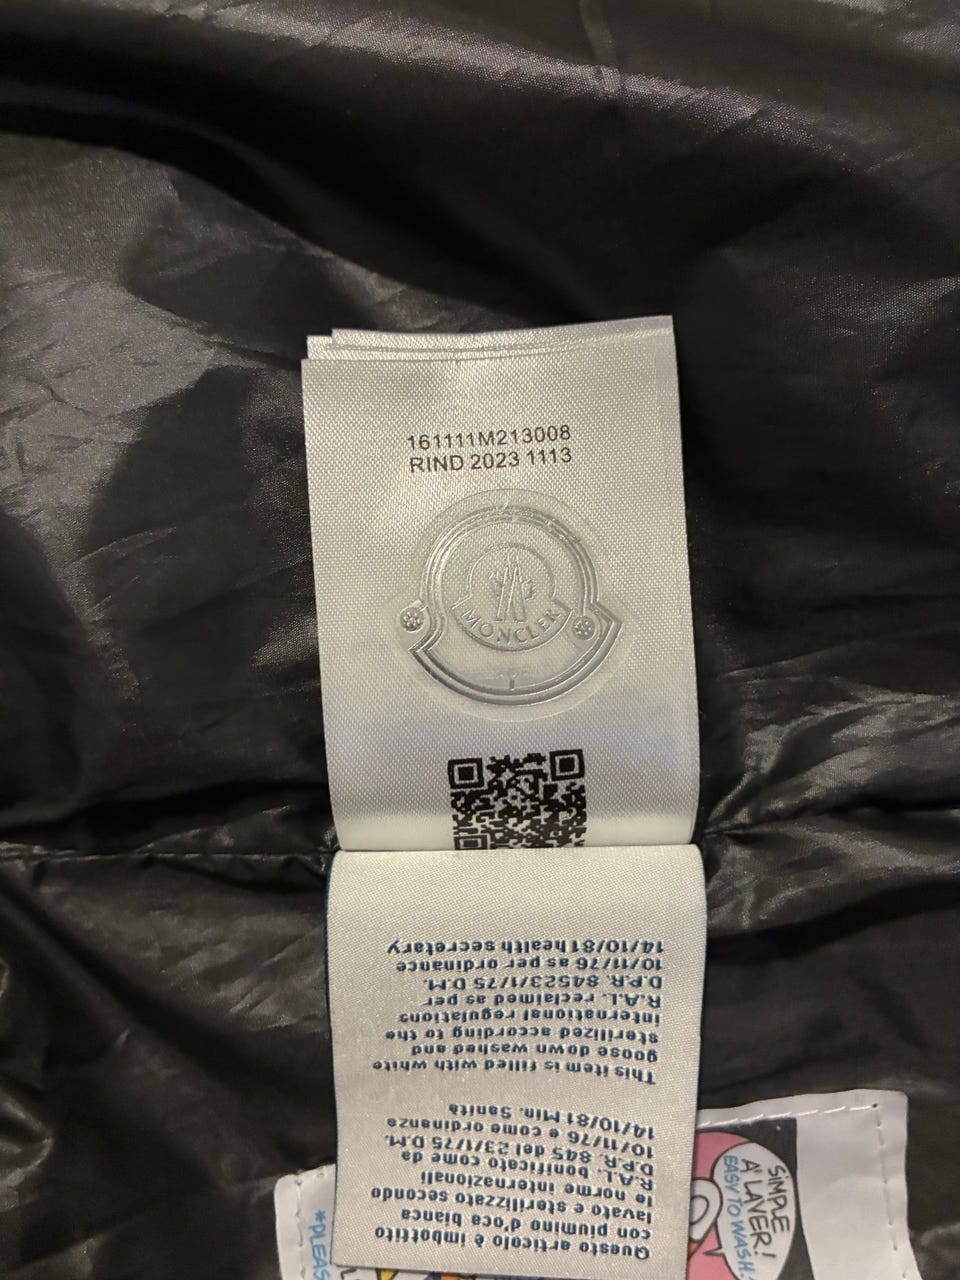 161111M213008
RIND 2023 1113
MONCLER
Questo articolo è imbottito
con piumino d'oca bianca
lavato e sterilizzato secondo
le norme internazionali
R.A.L. bonificato come da
D.P.R. 845 del 23/1/75 D.M.
10/11/76 e come ordinanza
14/10/81 Min. Sanità
This item is filled with white
goose down washed and
sterilized according to the
international regulations
R.A.L. reclaimed as per
D.P.R. 84523/1/75 D.M.
10/11/76 as per ordinance
14/10/81 health secretary
SIMPLE
A' LAVER!
EASY TO WASH